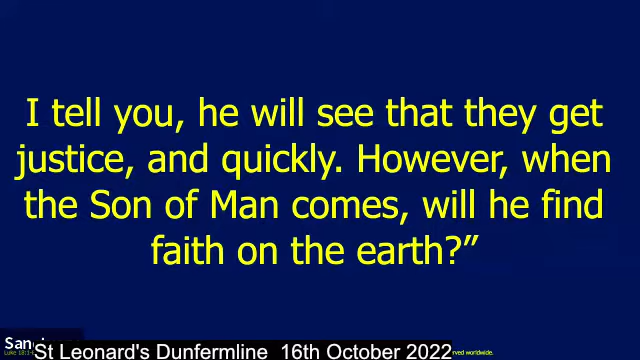 I tell you, he will see that they get
justice, and quickly. However, when
the Son of Man comes, will he find
faith on the earth?”
St Leonard's Dunfermline 16th October 2022
worldwide.